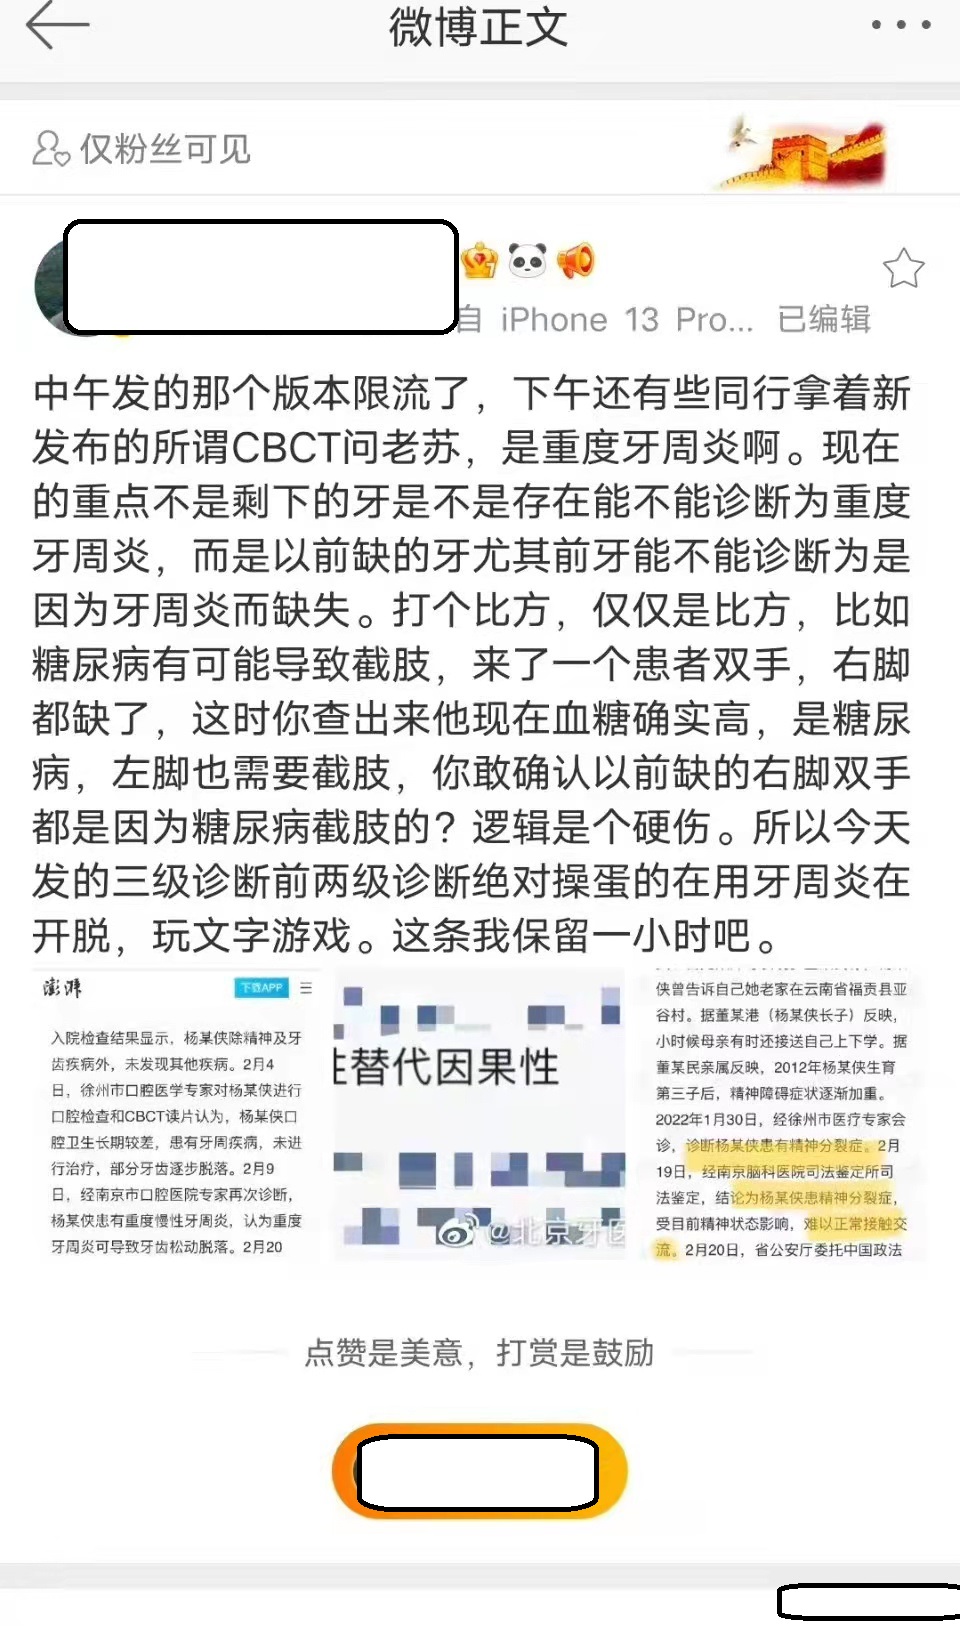 微博正文
仅粉丝可见
自 iPhone 13 Pro... 已编辑
中午发的那个版本限流了，下午还有些同行拿着新
发布的所谓CBCT问老苏，是重度牙周炎啊。现在
的重点不是剩下的牙是不是存在能不能诊断为重度
牙周炎，而是以前缺的牙尤其前牙能不能诊断为是
因为牙周炎而缺失。打个比方，仅仅是比方，比如
糖尿病有可能导致截肢，来了一个患者双手，右脚
都缺了，这时你查出来他现在血糖确实高，是糖尿
病，左脚也需要截肢，你敢确认以前缺的右脚双手
都是因为糖尿病截肢的？逻辑是个硬伤。所以今天
发的三级诊断前两级诊断绝对操蛋的在用牙周炎在
开脱，玩文字游戏。这条我保留一小时吧。
澎湃
下载APP
入院检查结果显示，杨某侠除精神及牙
齿疾病外，未发现其他疾病。2月4
日，徐州市口腔医学专家对杨某侠进行
口腔检查和CBCT读片认为，杨某侠口
腔卫生长期较差，患有牙周疾病，未进
行治疗，部分牙齿逐步脱落。2月9
日，经南京市口腔医院专家再次诊断，
杨某侠患有重度慢性牙周炎，认为重度
牙周炎可导致牙齿松动脱落。2月20
替代因果性
@北京牙医
侠曾告诉自己她老家在云南省福贡县亚
谷村。据董某港（杨某侠长子）反映，
小时候母亲有时还接送自己上下学。据
董某民亲属反映，2012年杨某侠生育
第三子后，精神障碍症状逐渐加重。
2022年1月30日，经徐州市医疗专家会
诊，诊断杨某侠患有精神分裂症。2月
19日，经南京脑科医院司法鉴定所司
法鉴定，结论为杨某侠患精神分裂症，
受目前精神状态影响，难以正常接触交
流。2月20日，省公安厅委托中国政法
点赞是美意，打赏是鼓励